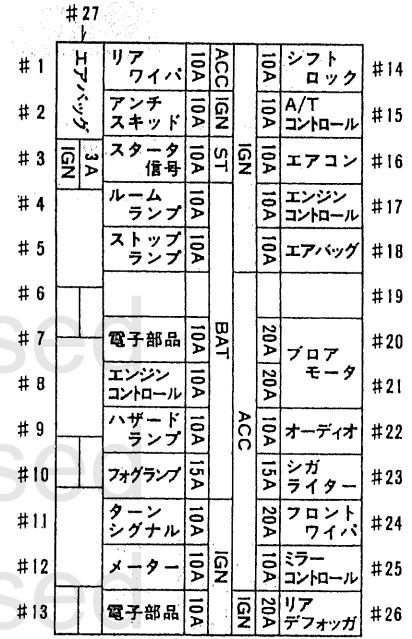 #27
エアバッグ
IGN 3A
#1 リア ワイパ 10A ACC
#2 アンチ スキッド 10A IGN
#3 スタータ 信号 10A ST
#4 ルーム ランプ 10A
#5 ストップ ランプ 10A
#6
BAT
#7 電子部品 10A
#8 エンジン コントロール 10A
#9 ハザード ランプ 10A
#10 フォグランプ 15A
#11 ターン シグナル 10A
#12 メーター 10A IGN
#13 電子部品 10A
IGN
10A シフト ロック #14
10A A/T コントロール #15
10A エアコン #16
10A エンジン コントロール #17
10A エアバッグ #18
#19
20A ブロア モータ #20
20A #21
ACC
10A オーディオ #22
15A シガ ライター #23
20A フロント ワイパ #24
10A ミラー コントロール #25
IGN 20A リア デフォッガ #26
sed
sed
sed